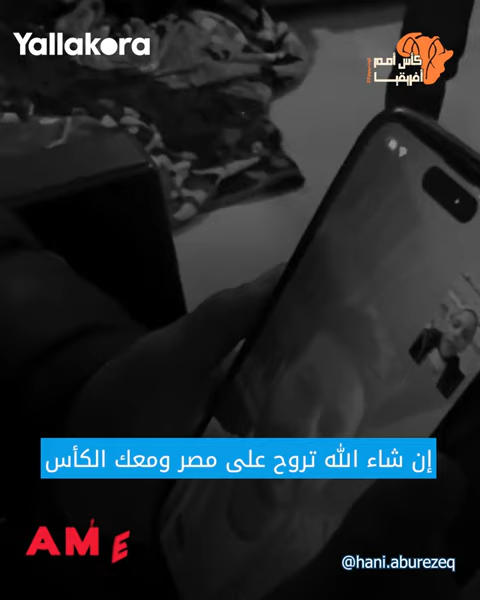 Yallakora
كأس أمم
أفريقيا
إن شاء الله تروح على مصر ومعك الكأس
AME
@hani.aburezeq